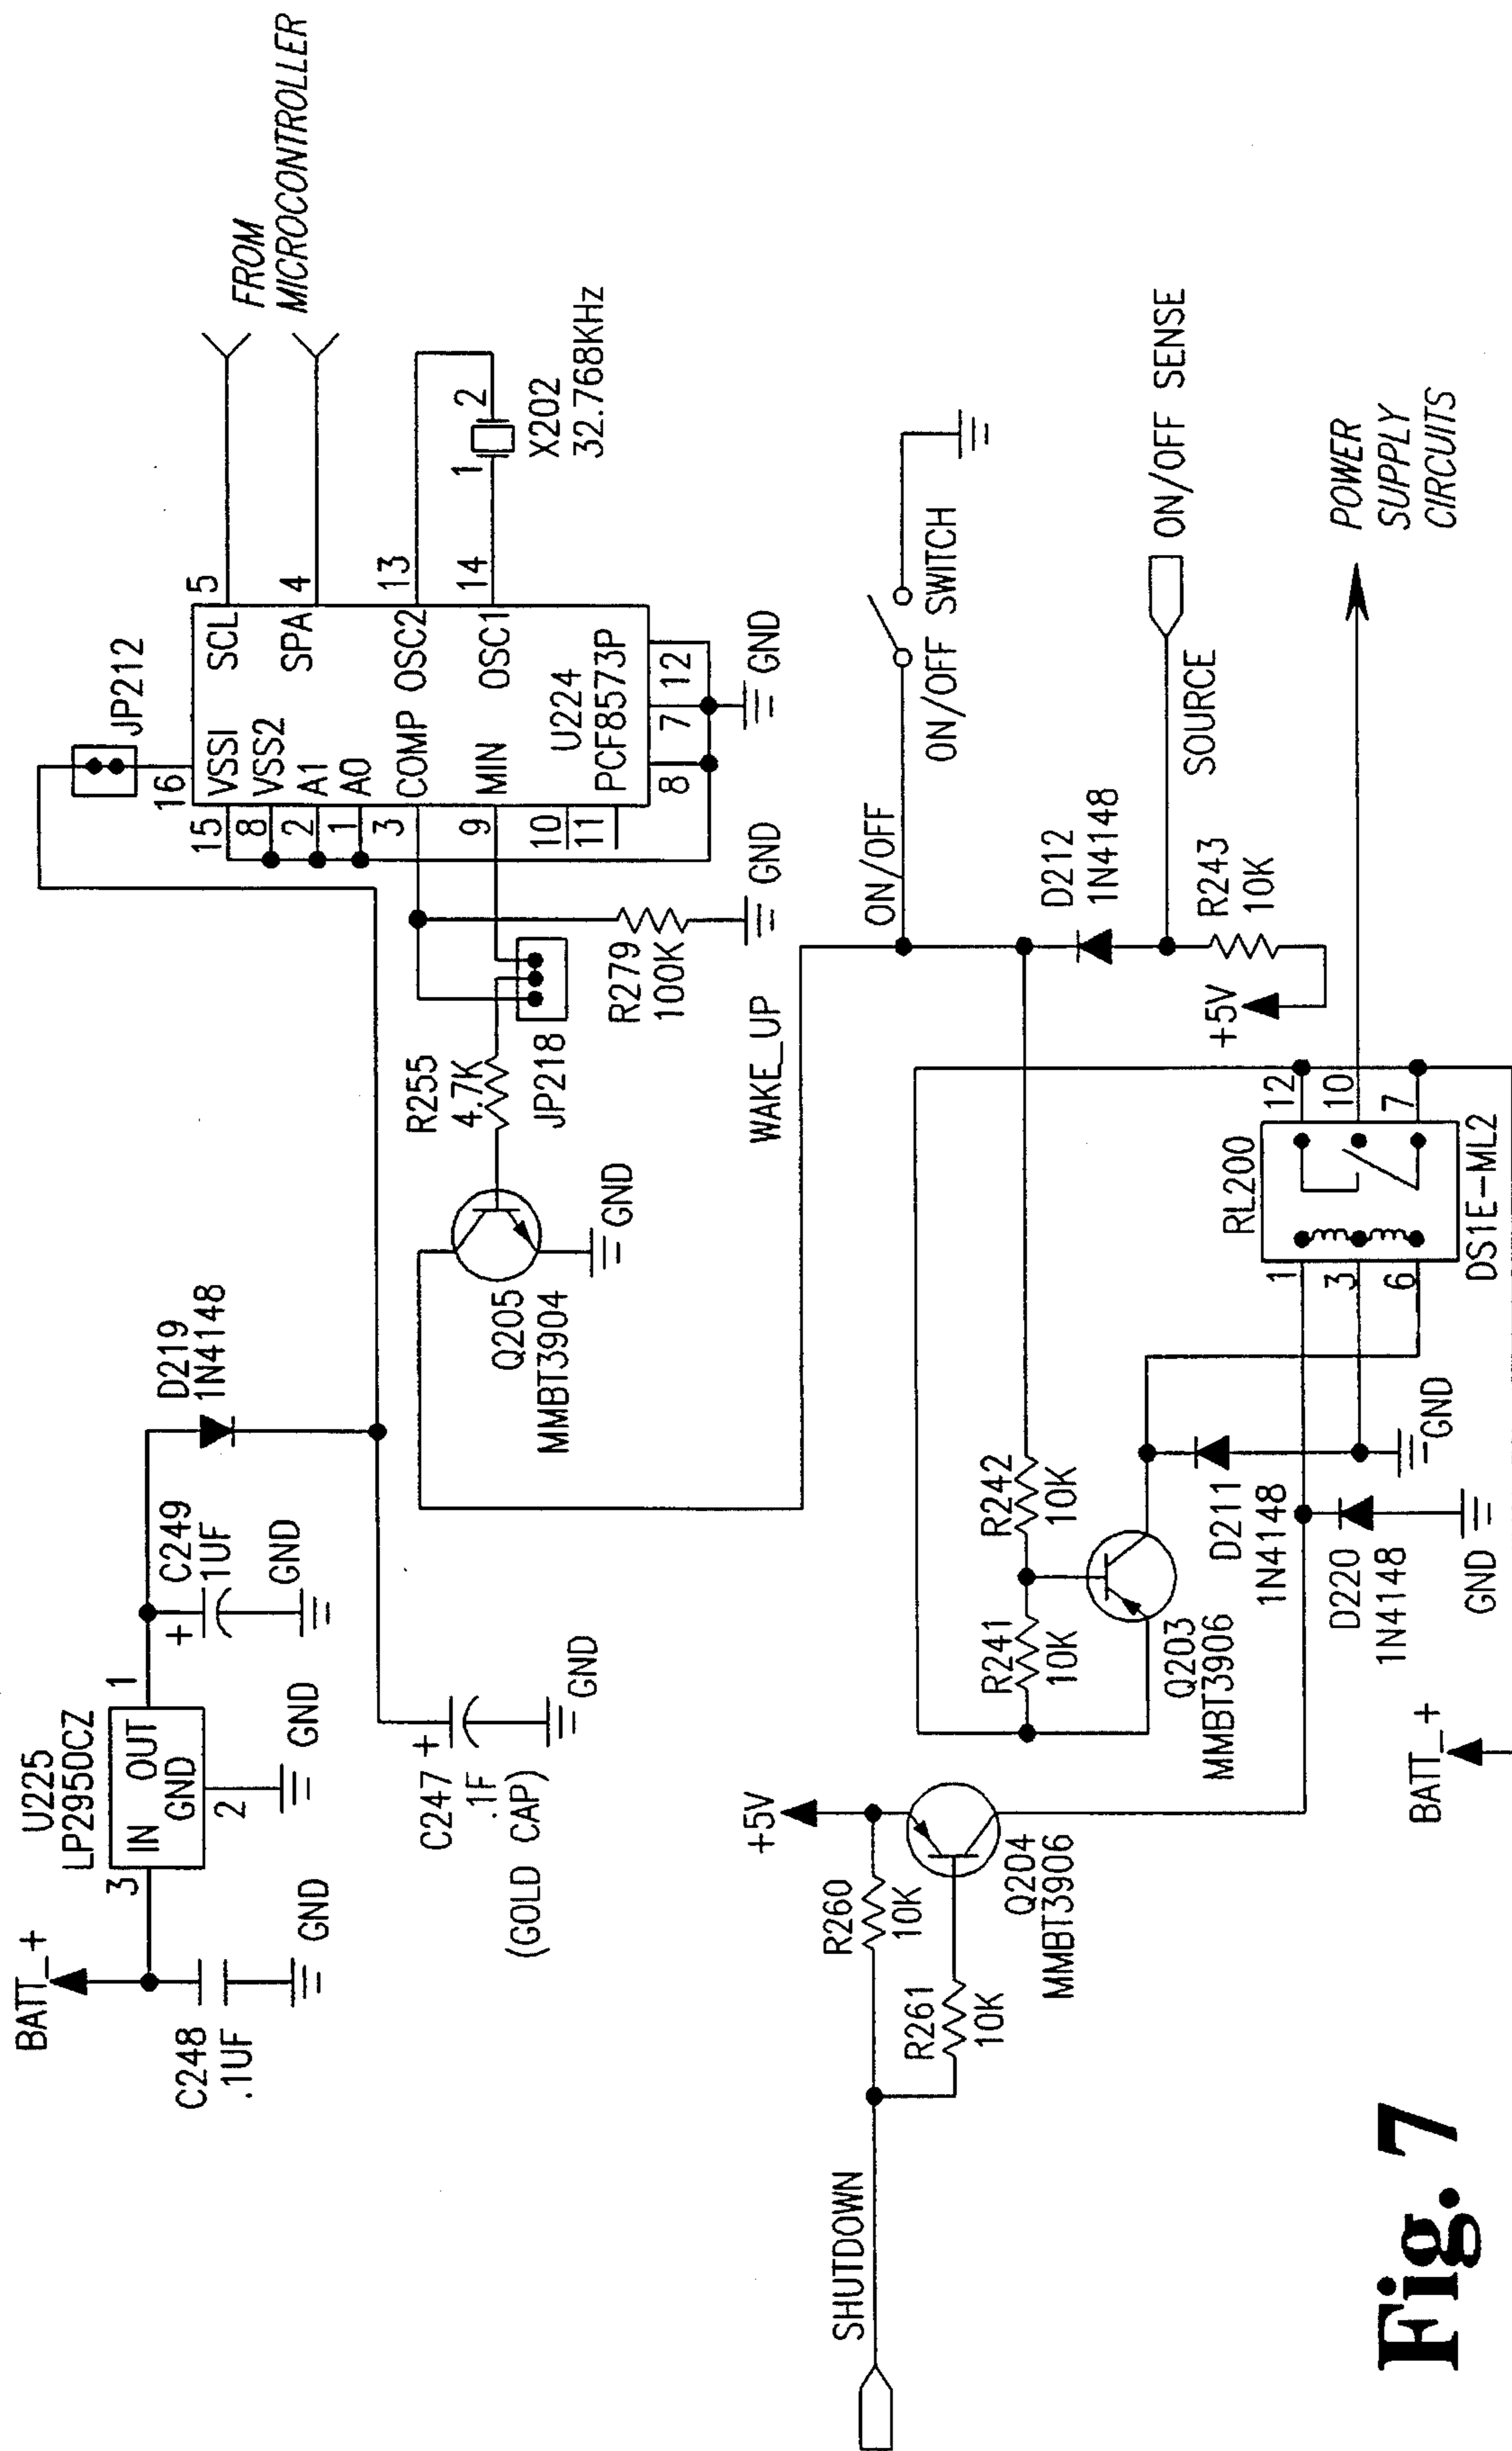 BATT_+
C248
.1UF
GND
U225
LP2950CZ
3
IN OUT
GND
1
2
GND
+
C249
1UF
GND
D219
1N4148
C247 +
.1F
(GOLD CAP)
GND
JP212
16
VSS1
VSS2
A1
A0
COMP
MIN
SCL
SPA
OSC2
OSC1
U224
PCF8573P
15
8
2
1
3
9
10
11
5
4
13
14
8
7
12
GND
FROM
MICROCONTROLLER
1
2
X202
32.768KHz
R255
4.7K
JP218
R279
100K
GND
Q205
MMBT3904
GND
WAKE_UP
ON/OFF
ON/OFF SWITCH
SHUTDOWN
R260
10K
R261
10K
+5V
Q204
MMBT3906
R241
10K
R242
10K
Q203
MMBT3906
D211
1N4148
D220
1N4148
GND
GND
D212
1N4148
SOURCE
ON/OFF SENSE
R243
10K
+5V
RL200
1
3
6
12
10
7
DS1E-ML2
POWER
SUPPLY
CIRCUITS
BATT_+
Fig. 7